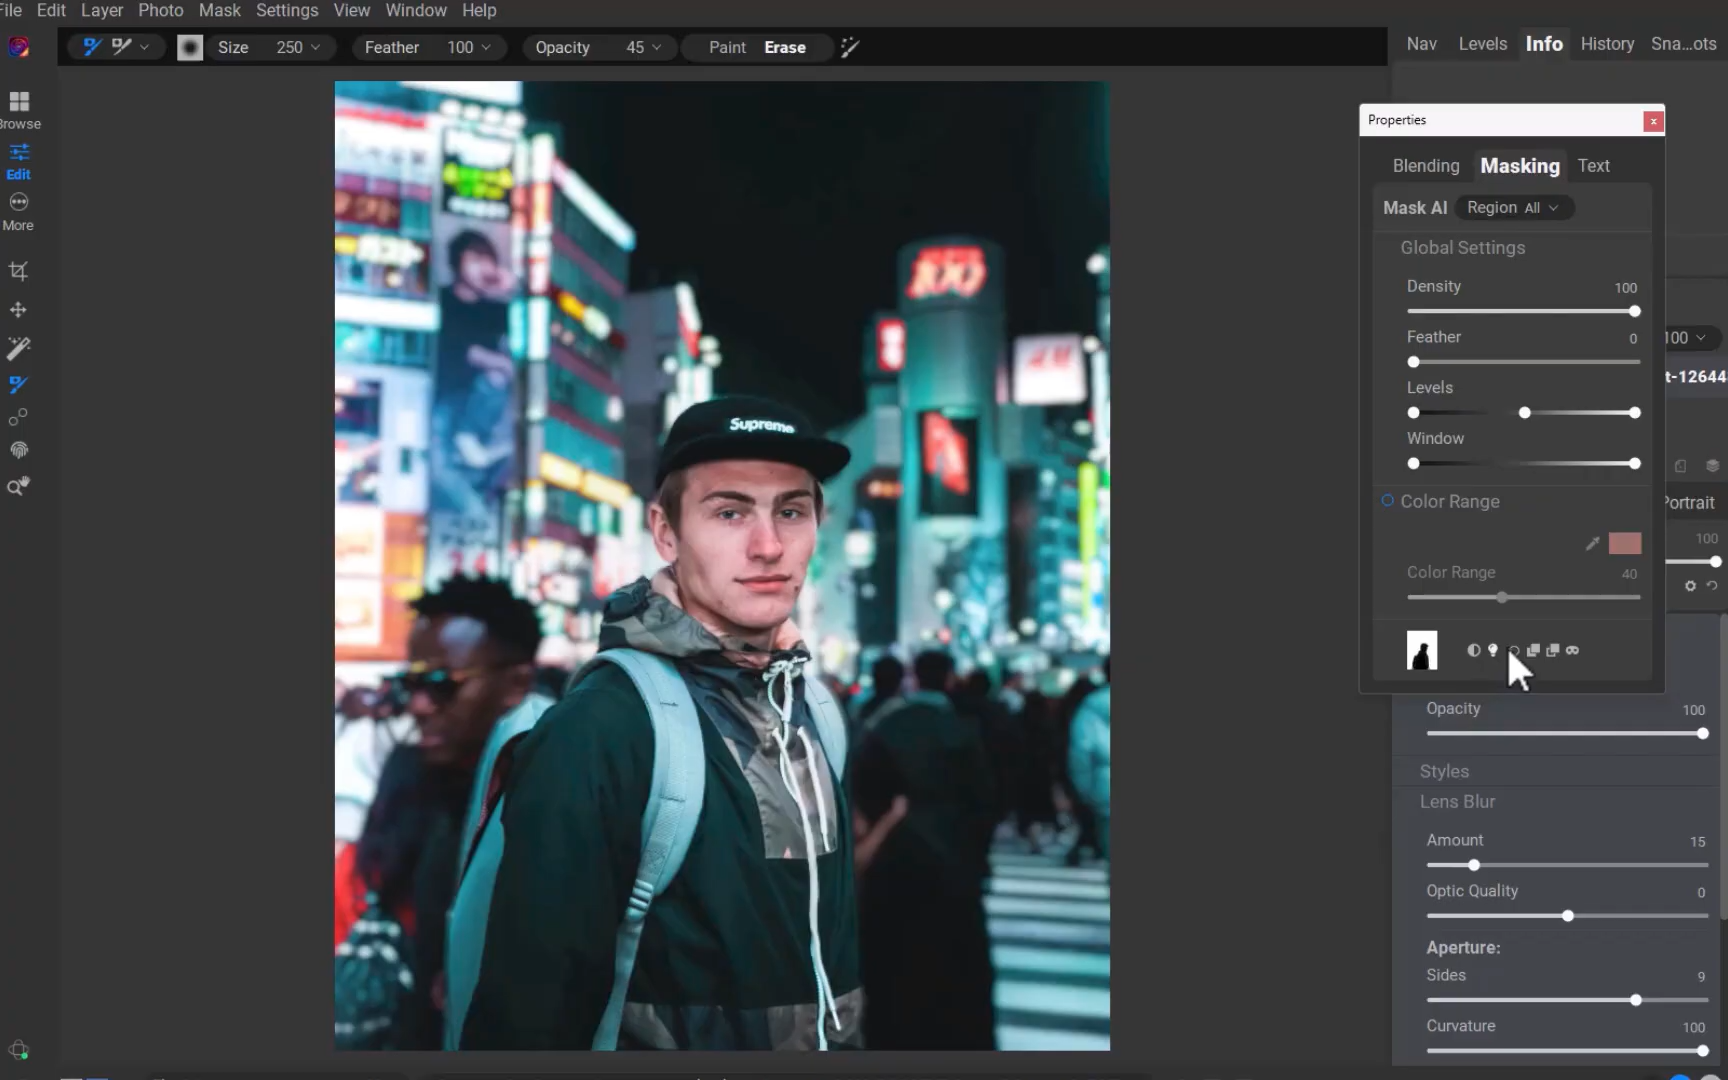 File Edit Layer Photo Mask Settings View Window Help
Size 250 Feather 100 Opacity 45 Paint Erase
Nav Levels Info History Sna...ots
Browse
Edit
More
Properties
Blending Masking Text
Mask AI Region All
Global Settings
Density 100
Feather 0
Levels
Window
Color Range
Color Range 40
100
t-12644
Portrait
100
Opacity 100
Styles
Lens Blur
Amount 15
Optic Quality 0
Aperture:
Sides 9
Curvature 100
100
Supreme